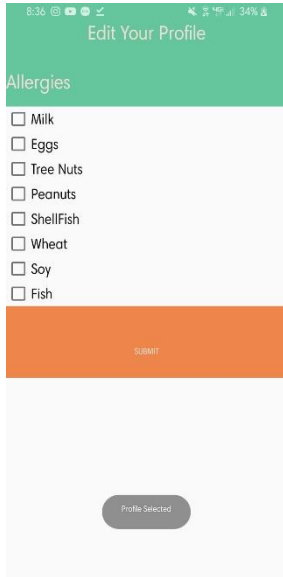 8:36
34%
Edit Your Profile
Allergies
Milk
Eggs
Tree Nuts
Peanuts
ShellFish
Wheat
Soy
Fish
SUBMIT
Profile Selected